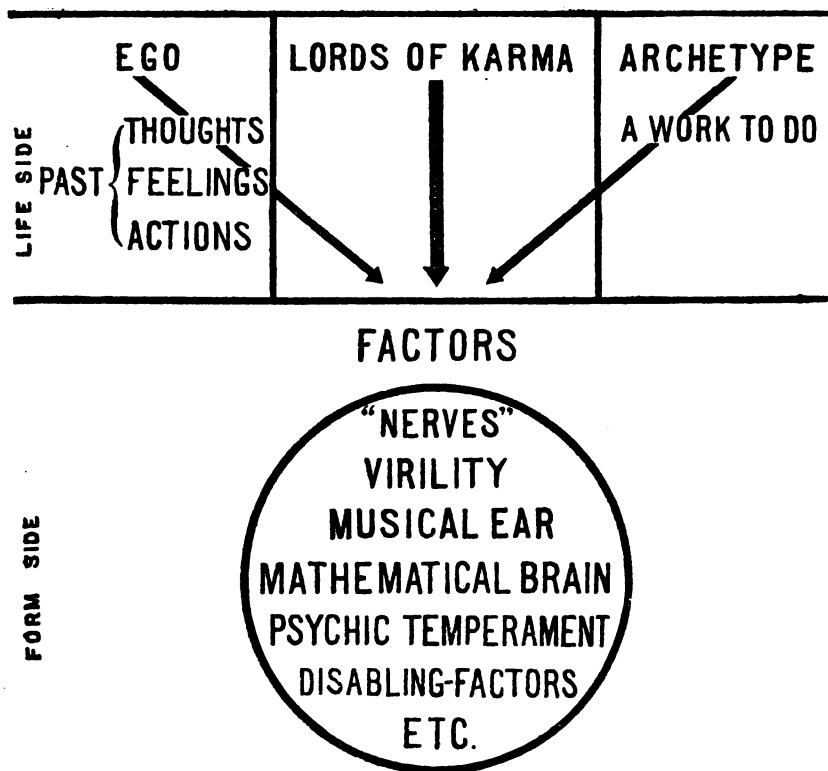 EGO
LORDS OF KARMA
ARCHETYPE
LIFE SIDE
PAST
THOUGHTS
FEELINGS
ACTIONS
A WORK TO DO
FACTORS
FORM SIDE
"NERVES"
VIRILITY
MUSICAL EAR
MATHEMATICAL BRAIN
PSYCHIC TEMPERAMENT
DISABLING-FACTORS
ETC.